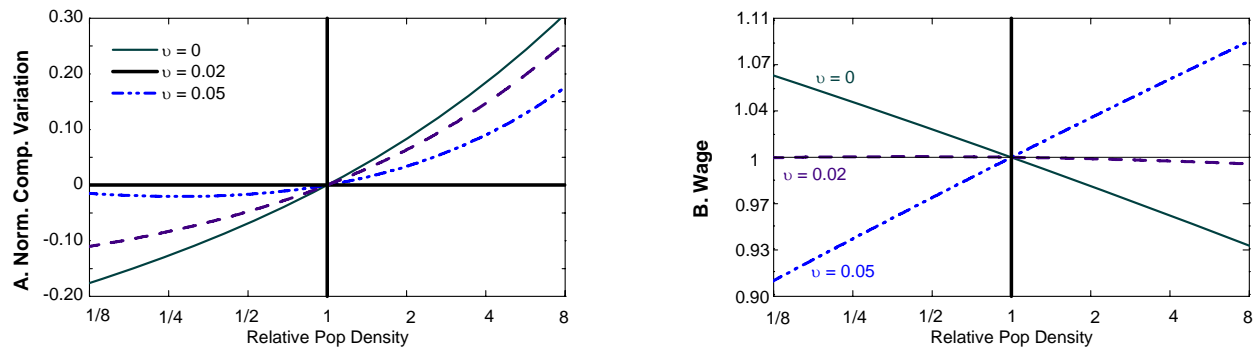 A. Norm. Comp. Variation
0.30
0.20
0.10
0
-0.10
-0.20
υ = 0
υ = 0.02
υ = 0.05
1/8 1/4 1/2 1 2 4 8
Relative Pop Density
B. Wage
1.11
1.07
1.04
1
0.97
0.93
0.90
υ = 0
υ = 0.02
υ = 0.05
1/8 1/4 1/2 1 2 4 8
Relative Pop Density